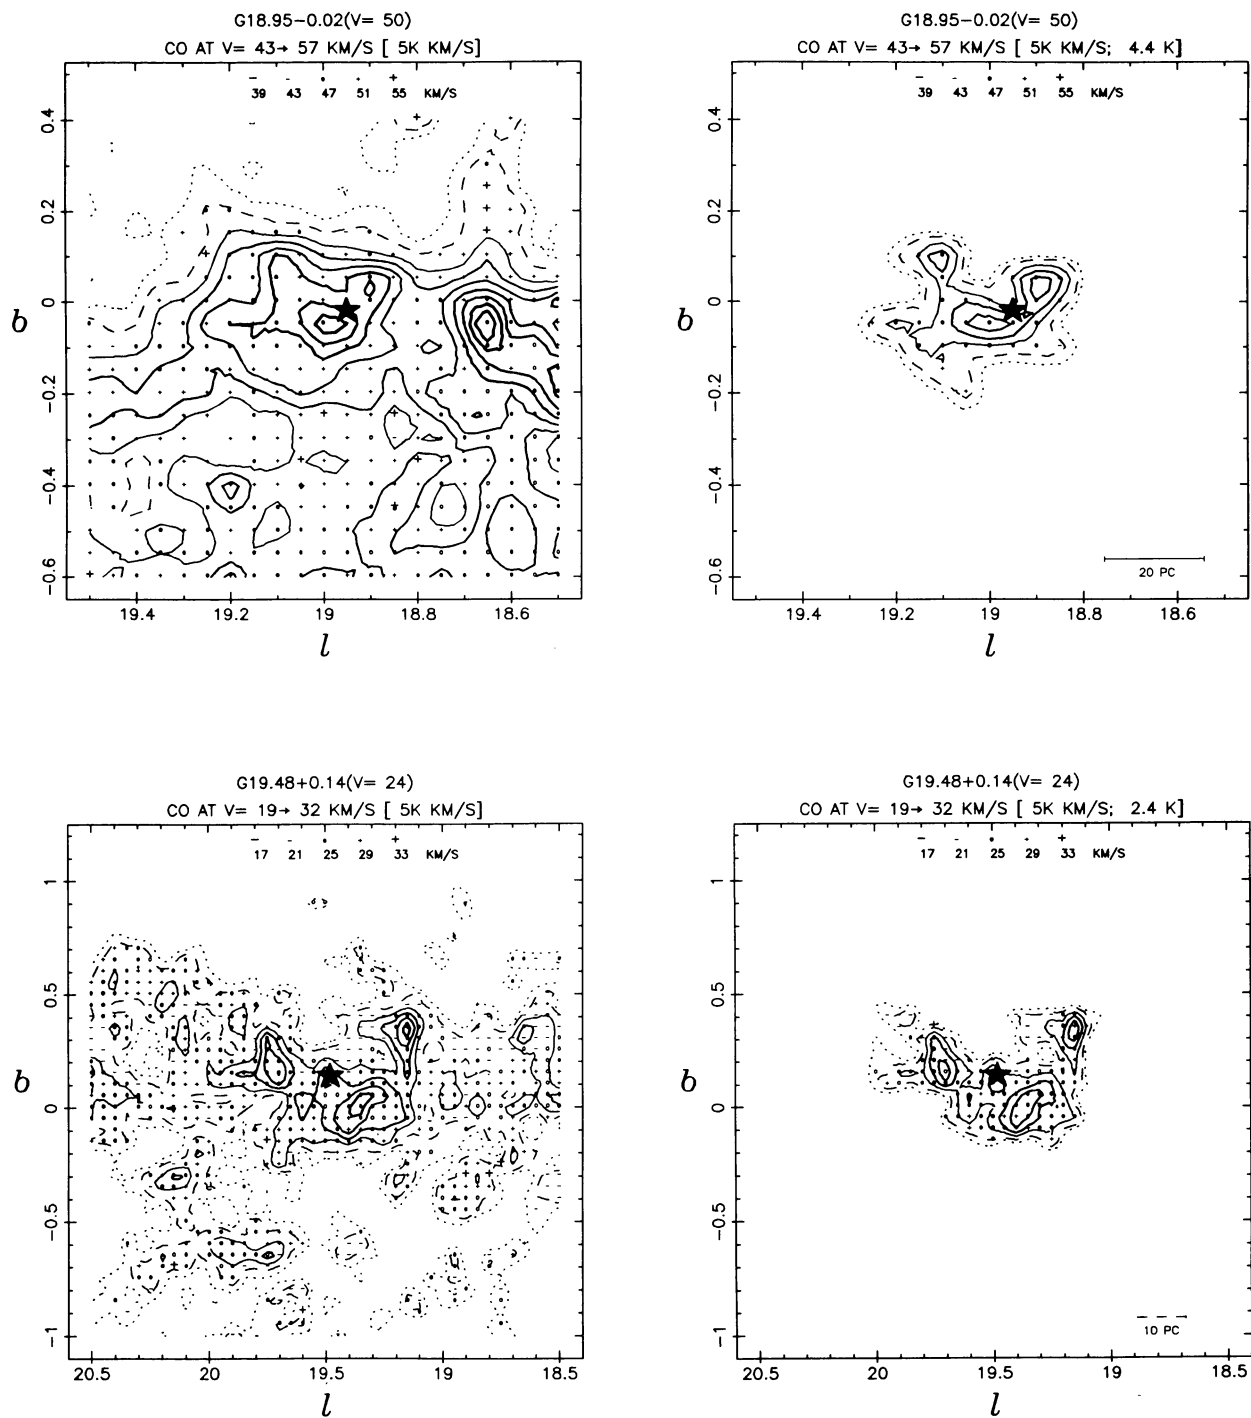 G18.95−0.02(V= 50)
CO AT V= 43→ 57 KM/S [ 5K KM/S]
39 43 47 51 55 KM/S
0.4
0.2
0
−0.2
−0.4
−0.6
b
19.4 19.2 19 18.8 18.6
l
G18.95−0.02(V= 50)
CO AT V= 43→ 57 KM/S [ 5K KM/S; 4.4 K]
39 43 47 51 55 KM/S
0.4
0.2
0
−0.2
−0.4
−0.6
b
20 PC
19.4 19.2 19 18.8 18.6
l
G19.48+0.14(V= 24)
CO AT V= 19→ 32 KM/S [ 5K KM/S]
17 21 25 29 33 KM/S
1
0.5
0
−0.5
−1
b
20.5 20 19.5 19 18.5
l
G19.48+0.14(V= 24)
CO AT V= 19→ 32 KM/S [ 5K KM/S; 2.4 K]
17 21 25 29 33 KM/S
1
0.5
0
−0.5
−1
b
10 PC
20.5 20 19.5 19 18.5
l